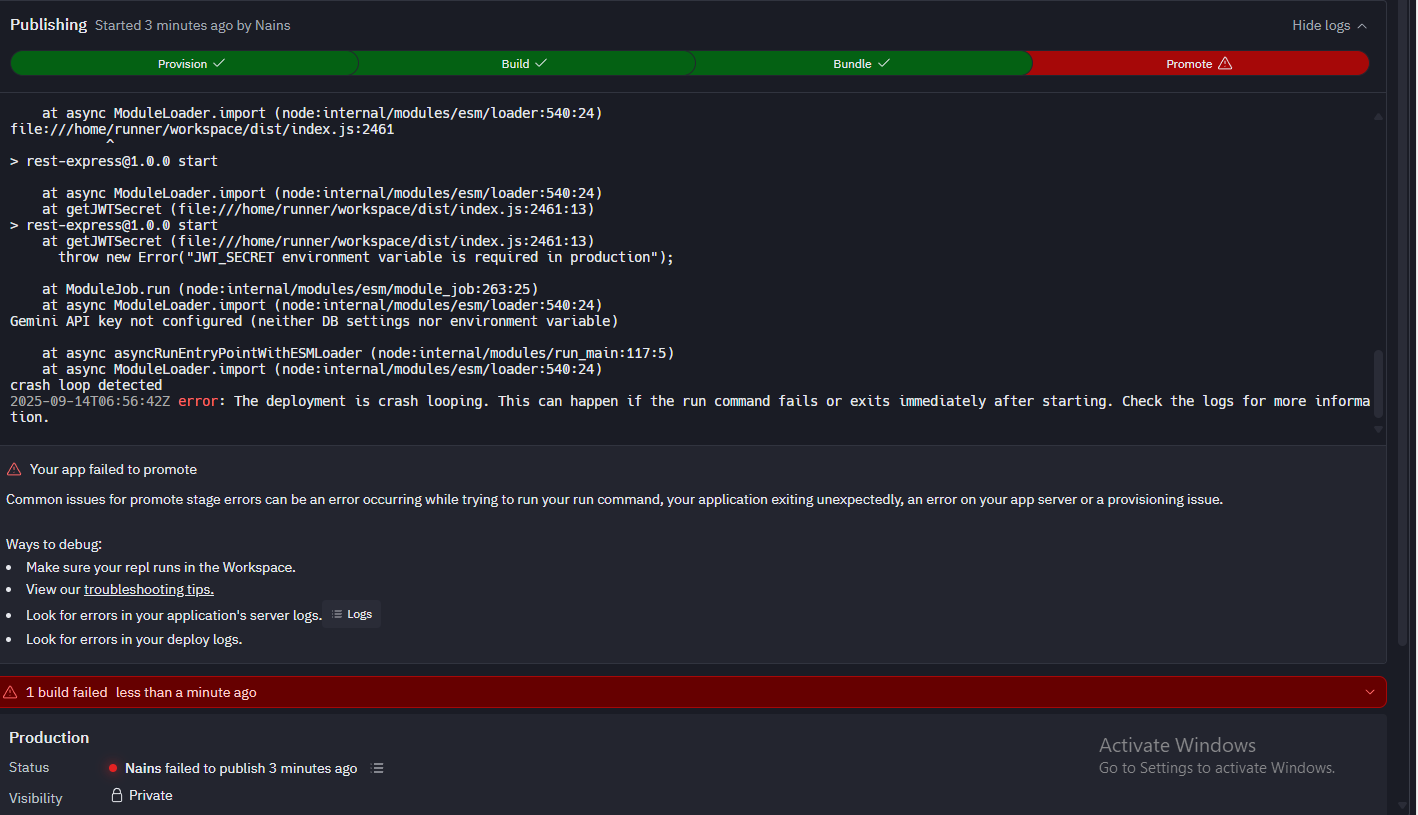 Publishing Started 3 minutes ago by Nains Hide logs
Provision Build Bundle Promote
at async ModuleLoader.import (node:internal/modules/esm/loader:540:24)
file:///home/runner/workspace/dist/index.js:2461
^
> rest-express@1.0.0 start
at async ModuleLoader.import (node:internal/modules/esm/loader:540:24)
at getJWTSecret (file:///home/runner/workspace/dist/index.js:2461:13)
> rest-express@1.0.0 start
at getJWTSecret (file:///home/runner/workspace/dist/index.js:2461:13)
throw new Error("JWT_SECRET environment variable is required in production");
at ModuleJob.run (node:internal/modules/esm/module_job:263:25)
at async ModuleLoader.import (node:internal/modules/esm/loader:540:24)
Gemini API key not configured (neither DB settings nor environment variable)
at async asyncRunEntryPointWithESMLoader (node:internal/modules/run_main:117:5)
at async ModuleLoader.import (node:internal/modules/esm/loader:540:24)
crash loop detected
2025-09-14T06:56:42Z error: The deployment is crash looping. This can happen if the run command fails or exits immediately after starting. Check the logs for more informa
tion.
Your app failed to promote
Common issues for promote stage errors can be an error occurring while trying to run your run command, your application exiting unexpectedly, an error on your app server or a provisioning issue.
Ways to debug:
• Make sure your repl runs in the Workspace.
• View our troubleshooting tips.
• Look for errors in your application's server logs. Logs
• Look for errors in your deploy logs.
1 build failed less than a minute ago
Production
Status Nains failed to publish 3 minutes ago
Visibility Private
Activate Windows
Go to Settings to activate Windows.